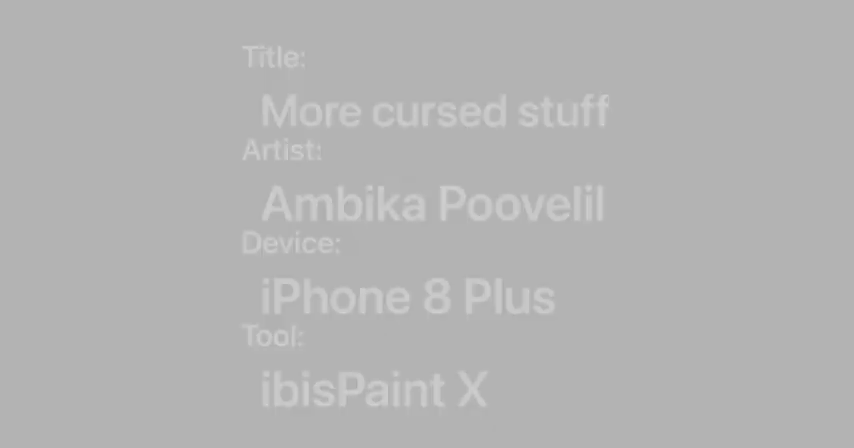 Title:
More cursed stuff
Artist:
Ambika Poovelil
Device:
iPhone 8 Plus
Tool:
ibisPaint X